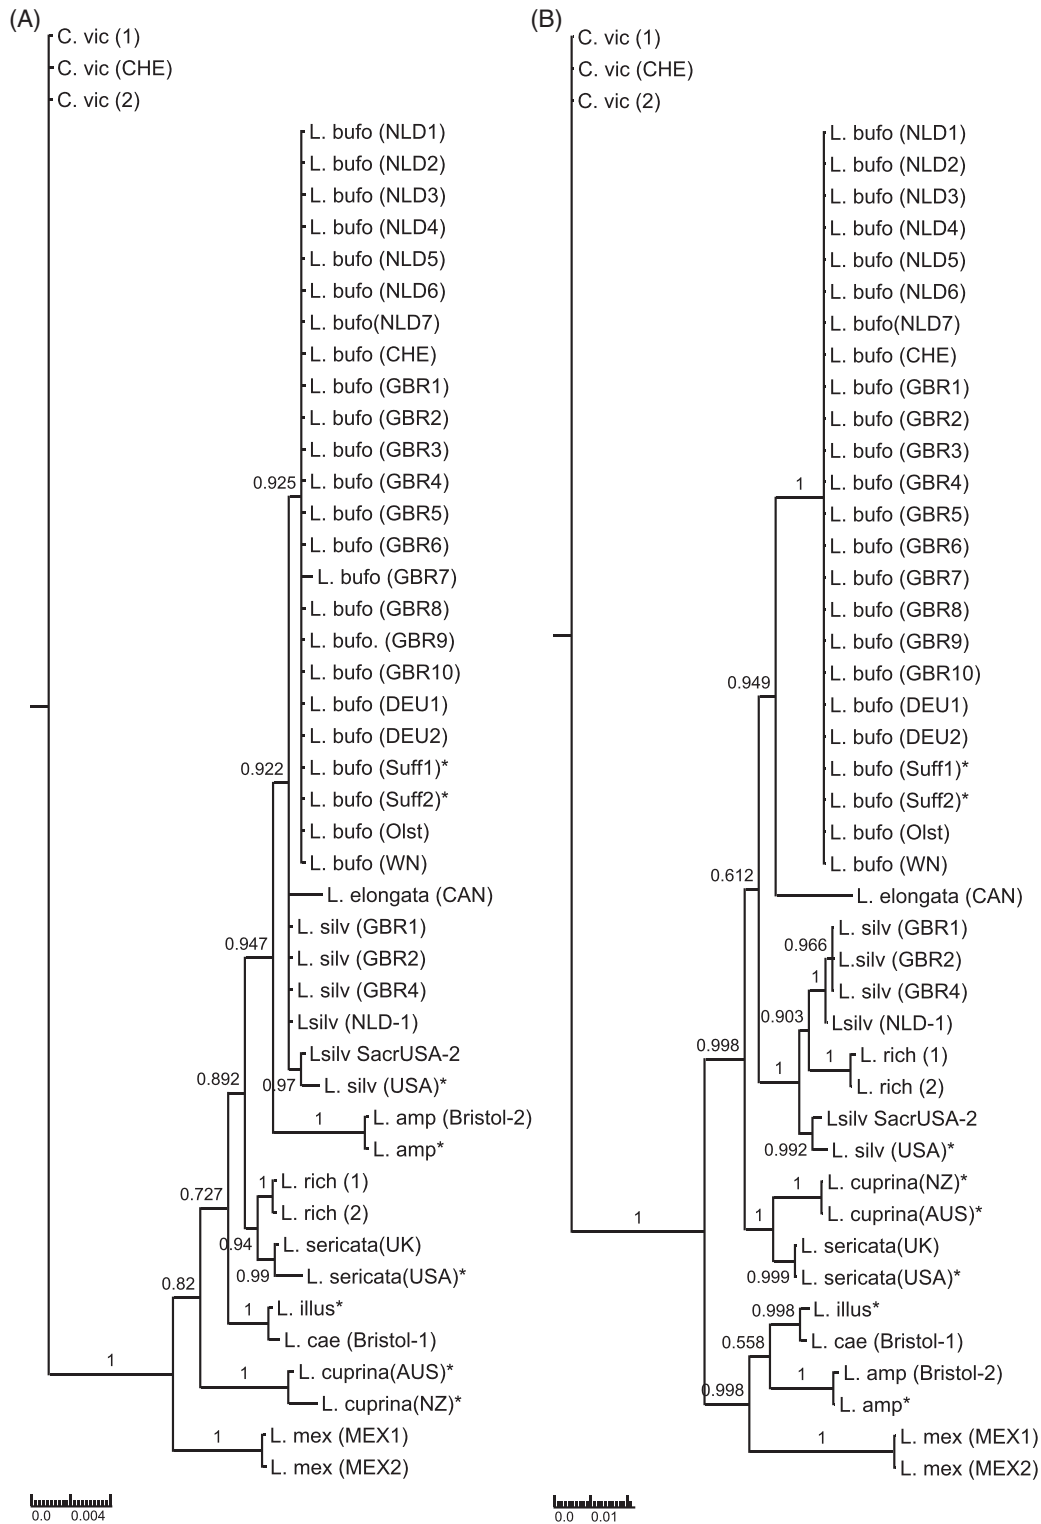 (A)
C. vic (1)
C. vic (CHE)
C. vic (2)
L. bufo (NLD1)
L. bufo (NLD2)
L. bufo (NLD3)
L. bufo (NLD4)
L. bufo (NLD5)
L. bufo (NLD6)
L. bufo(NLD7)
L. bufo (CHE)
L. bufo (GBR1)
L. bufo (GBR2)
L. bufo (GBR3)
L. bufo (GBR4)
0.925
L. bufo (GBR5)
L. bufo (GBR6)
L. bufo (GBR7)
L. bufo (GBR8)
L. bufo. (GBR9)
L. bufo (GBR10)
L. bufo (DEU1)
L. bufo (DEU2)
L. bufo (Suff1)*
0.922
L. bufo (Suff2)*
L. bufo (Olst)
L. bufo (WN)
L. elongata (CAN)
L. silv (GBR1)
0.947
L. silv (GBR2)
L. silv (GBR4)
Lsilv (NLD-1)
Lsilv SacrUSA-2
0.892
0.97
L. silv (USA)*
1
L. amp (Bristol-2)
L. amp*
1
L. rich (1)
0.727
L. rich (2)
0.94
L. sericata(UK)
0.99
L. sericata(USA)*
0.82
1
L. illus*
L. cae (Bristol-1)
1
1
L. cuprina(AUS)*
L. cuprina(NZ)*
1
L. mex (MEX1)
L. mex (MEX2)
0.0 0.004
(B)
C. vic (1)
C. vic (CHE)
C. vic (2)
L. bufo (NLD1)
L. bufo (NLD2)
L. bufo (NLD3)
L. bufo (NLD4)
L. bufo (NLD5)
L. bufo (NLD6)
L. bufo(NLD7)
L. bufo (CHE)
L. bufo (GBR1)
L. bufo (GBR2)
L. bufo (GBR3)
L. bufo (GBR4)
1
L. bufo (GBR5)
L. bufo (GBR6)
L. bufo (GBR7)
L. bufo (GBR8)
L. bufo (GBR9)
L. bufo (GBR10)
0.949
L. bufo (DEU1)
L. bufo (DEU2)
L. bufo (Suff1)*
L. bufo (Suff2)*
L. bufo (Olst)
L. bufo (WN)
0.612
L. elongata (CAN)
L. silv (GBR1)
0.966
L.silv (GBR2)
1
L. silv (GBR4)
0.903
Lsilv (NLD-1)
0.998
1
L. rich (1)
1
L. rich (2)
Lsilv SacrUSA-2
0.992
L. silv (USA)*
1
L. cuprina(NZ)*
1
1
L. cuprina(AUS)*
L. sericata(UK)
0.999
L. sericata(USA)*
0.998
L. illus*
0.558
L. cae (Bristol-1)
1
L. amp (Bristol-2)
0.998
L. amp*
1
L. mex (MEX1)
L. mex (MEX2)
0.0 0.01